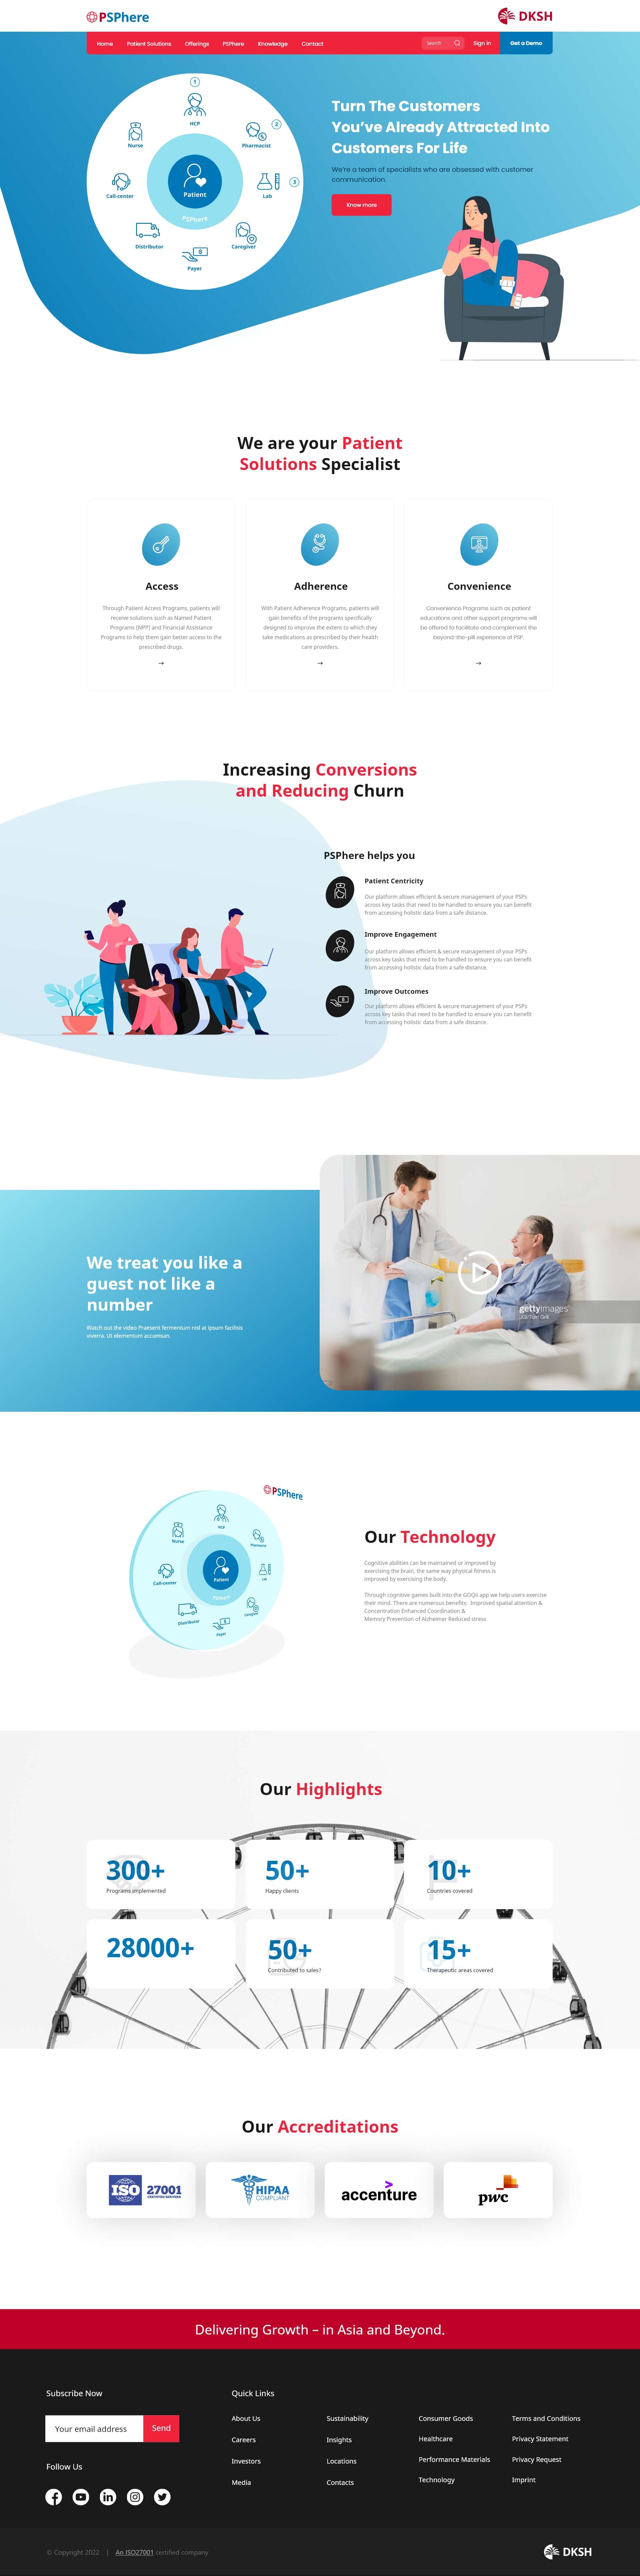 PSPhere
DKSH
Home
Patient Solutions
Offerings
PSPhere
Knowledge
Contact
Search
Sign in
Get a Demo
1
HCP
2
Nurse
Pharmacist
3
Patient
Call-center
Lab
PSPhere
Distributor
Caregiver
Payer
Turn The Customers
You've Already Attracted Into
Customers For Life
We're a team of specialists who are obsessed with customer
communication.
Know more
We are your Patient
Solutions Specialist
Access
Through Patient Access Programs, patients will
receive solutions such as Named Patient
Programs (NPP) and Financial Assistance
Programs to help them gain better access to the
prescribed drugs.
→
Adherence
With Patient Adherence Programs, patients will
gain benefits of the programs specifically
designed to improve the extent to which they
take medications as prescribed by their health
care providers.
→
Convenience
Convenience Programs such as patient
educations and other support programs will
be offered to facilitate and complement the
beyond-the-pill experience of PSP.
→
Increasing Conversions
and Reducing Churn
PSPhere helps you
Patient Centricity
Our platform allows efficient & secure management of your PSPs
across key tasks that need to be handled to ensure you can benefit
from accessing holistic data from a safe distance.
Improve Engagement
Our platform allows efficient & secure management of your PSPs
across key tasks that need to be handled to ensure you can benefit
from accessing holistic data from a safe distance.
Improve Outcomes
Our platform allows efficient & secure management of your PSPs
across key tasks that need to be handled to ensure you can benefit
from accessing holistic data from a safe distance.
We treat you like a
guest not like a
number
Watch out the video Praesent fermentum nisl at ipsum facilisis
viverra. Ut elementum accumsan.
gettyimages
PSPhere
HCP
Nurse
Pharmacist
Call-center
Patient
Lab
PSPhere
Distributor
Caregiver
Payer
Our Technology
Cognitive abilities can be maintained or improved by
exercising the brain, the same way physical fitness is
improved by exercising the body.
Through cognitive games built into the GOQii app we help users exercise
their mind. There are numerous benefits: Improved spatial attention &
Concentration Enhanced Coordination &
Memory Prevention of Alzheimer Reduced stress
Our Highlights
300+
Programs implemented
50+
Happy clients
10+
Countries covered
28000+
50+
Contributed to sales?
15+
Therapeutic areas covered
Our Accreditations
ISO 27001
CERTIFIED SERVICES
HIPAA
COMPLIANT
accenture
pwc
Delivering Growth – in Asia and Beyond.
Subscribe Now
Your email address
Send
Follow Us
Quick Links
About Us
Careers
Investors
Media
Sustainability
Insights
Locations
Contacts
Consumer Goods
Healthcare
Performance Materials
Technology
Terms and Conditions
Privacy Statement
Privacy Request
Imprint
© Copyright 2022 | An ISO27001 certified company
DKSH